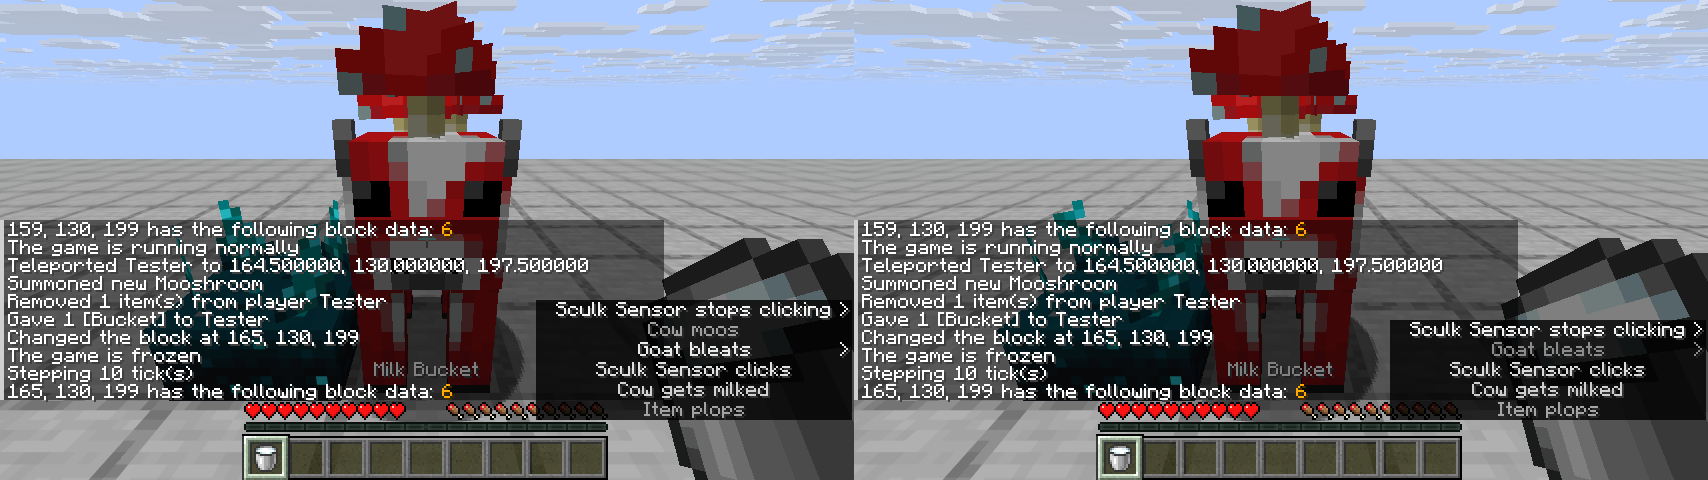 159, 130, 199 has the following block data: 6
The game is running normally
Teleported Tester to 164.500000, 130.000000, 197.500000
Summoned new Mooshroom
Removed 1 item(s) from player Tester
Gave 1 [Bucket] to Tester
Changed the block at 165, 130, 199
The game is frozen
Stepping 10 tick(s)
165, 130, 199 has the following block data: 6
Sculk Sensor stops clicking >
Cow moos
Goat bleats >
Sculk Sensor clicks
Cow gets milked
Item plops
Milk Bucket
159, 130, 199 has the following block data: 6
The game is running normally
Teleported Tester to 164.500000, 130.000000, 197.500000
Summoned new Mooshroom
Removed 1 item(s) from player Tester
Gave 1 [Bucket] to Tester
Changed the block at 165, 130, 199
The game is frozen
Stepping 10 tick(s)
165, 130, 199 has the following block data: 6
Sculk Sensor stops clicking >
Goat bleats >
Sculk Sensor clicks
Cow gets milked
Item plops
Milk Bucket